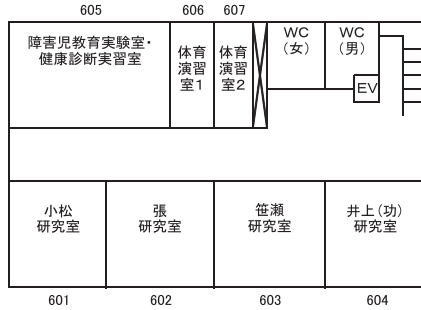 605 606 607
障害児教育実験室・
健康診断実習室
体育
演習
室1
体育
演習
室2
WC
(女)
WC
(男)
EV
小松
研究室
張
研究室
笹瀬
研究室
井上(功)
研究室
601 602 603 604